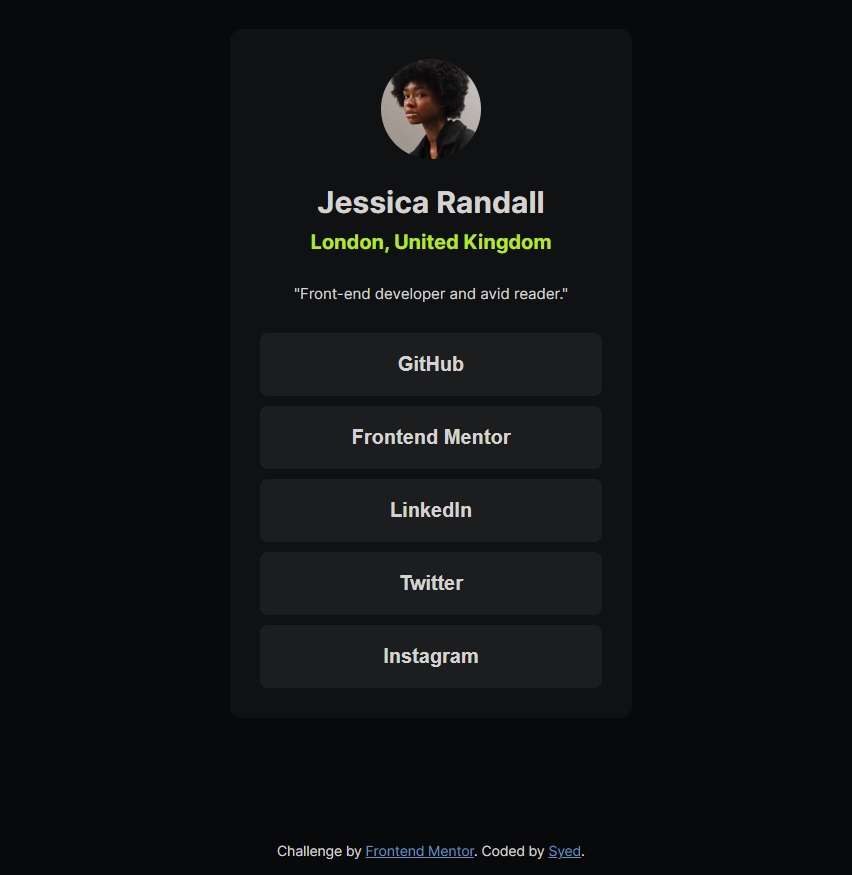 Jessica Randall
London, United Kingdom
"Front-end developer and avid reader."
GitHub
Frontend Mentor
LinkedIn
Twitter
Instagram
Challenge by Frontend Mentor. Coded by Syed.